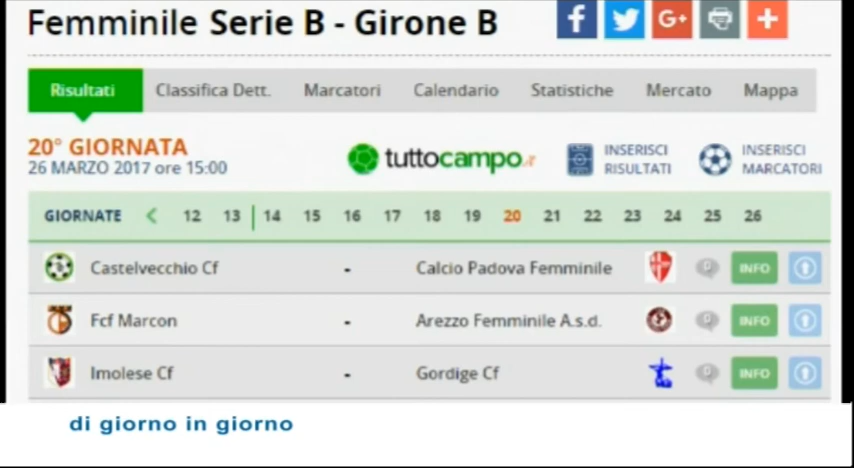 Femminile Serie B - Girone B
Risultati Classifica Dett. Marcatori Calendario Statistiche Mercato Mappa
20° GIORNATA
26 MARZO 2017 ore 15:00
tuttocampo.it
INSERISCI RISULTATI
INSERISCI MARCATORI
GIORNATE < 12 13 14 15 16 17 18 19 20 21 22 23 24 25 26
Castelvecchio Cf - Calcio Padova Femminile INFO
Fcf Marcon - Arezzo Femminile A.s.d. INFO
Imolese Cf - Gordige Cf INFO
di giorno in giorno